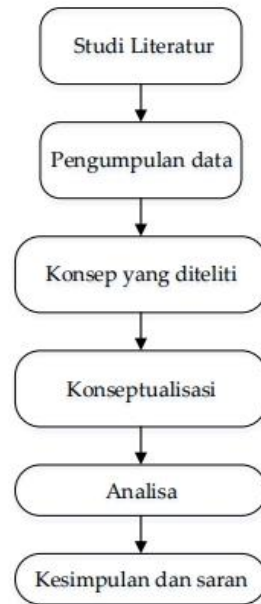 Studi Literatur
Pengumpulan data
Konsep yang diteliti
Konseptualisasi
Analisa
Kesimpulan dan saran